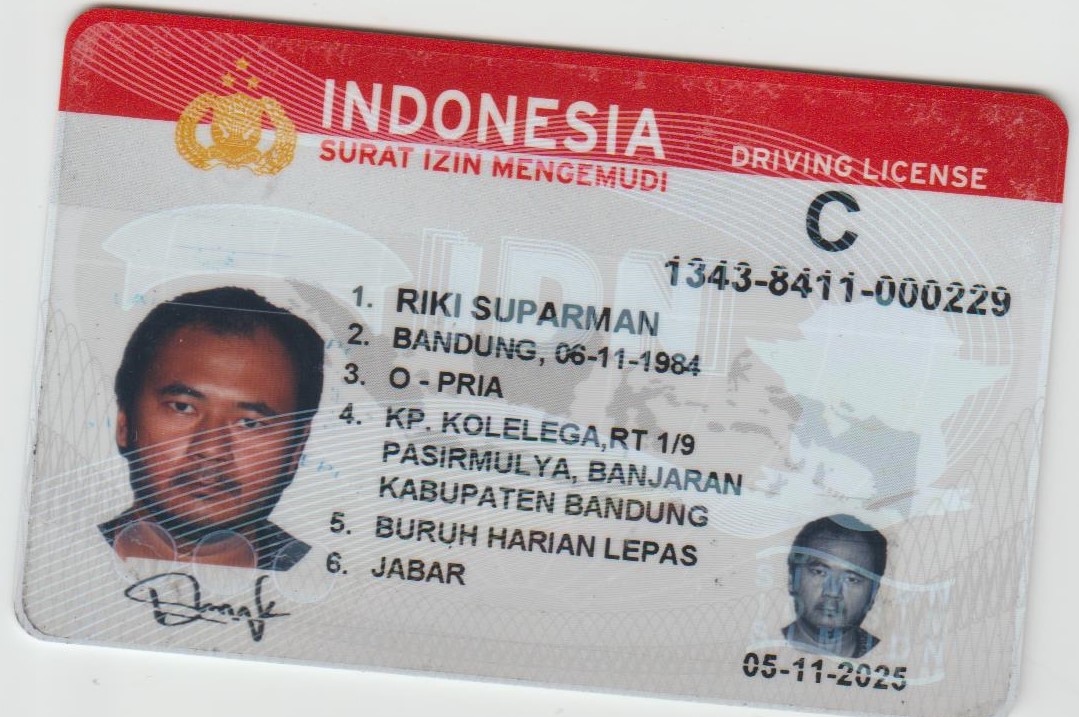 INDONESIA
SURAT IZIN MENGEMUDI
DRIVING LICENSE
C
1343-8411-000229
1. RIKI SUPARMAN
2. BANDUNG, 06-11-1984
3. O - PRIA
4. KP. KOLELEGA,RT 1/9
PASIRMULYA, BANJARAN
KABUPATEN BANDUNG
5. BURUH HARIAN LEPAS
6. JABAR
05-11-2025